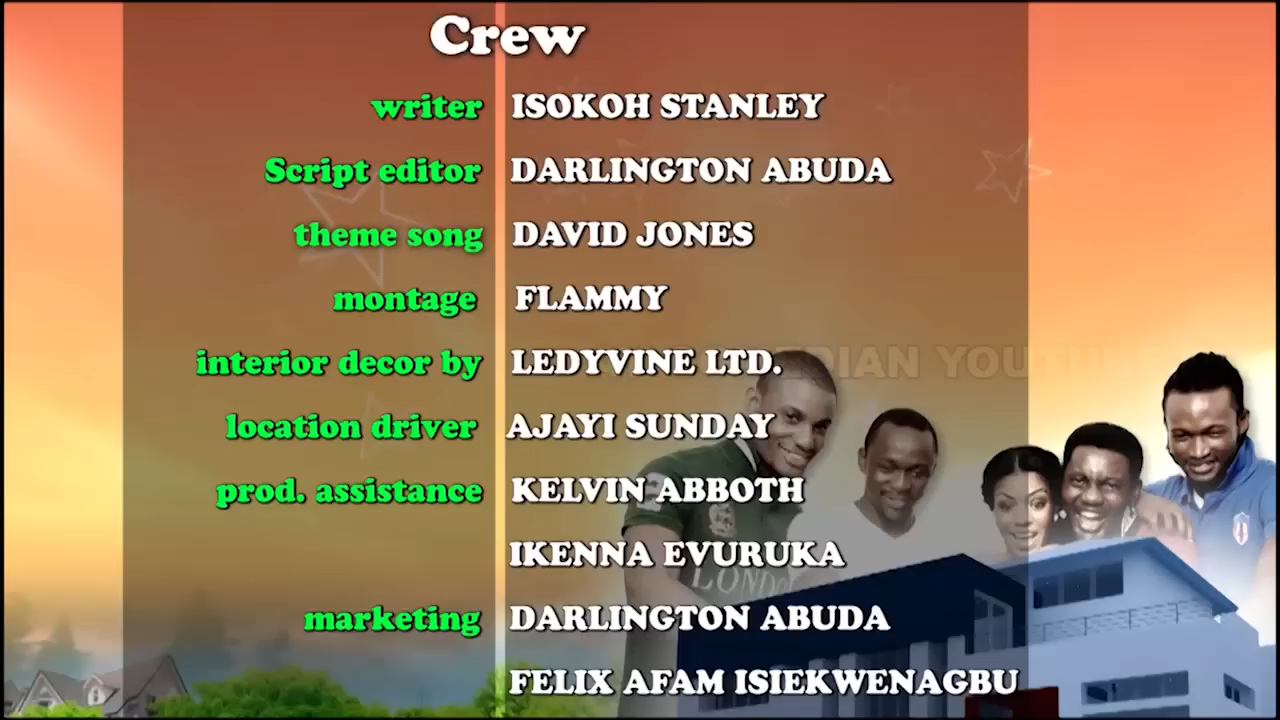 Crew
writer ISOKOH STANLEY
Script editor DARLINGTON ABUDA
theme song DAVID JONES
montage FLAMMY
interior decor by LEDYVINE LTD.
location driver AJAYI SUNDAY
prod. assistance KELVIN ABBOTH
IKENNA EVURUKA
marketing DARLINGTON ABUDA
FELIX AFAM ISIEKWENAGBU